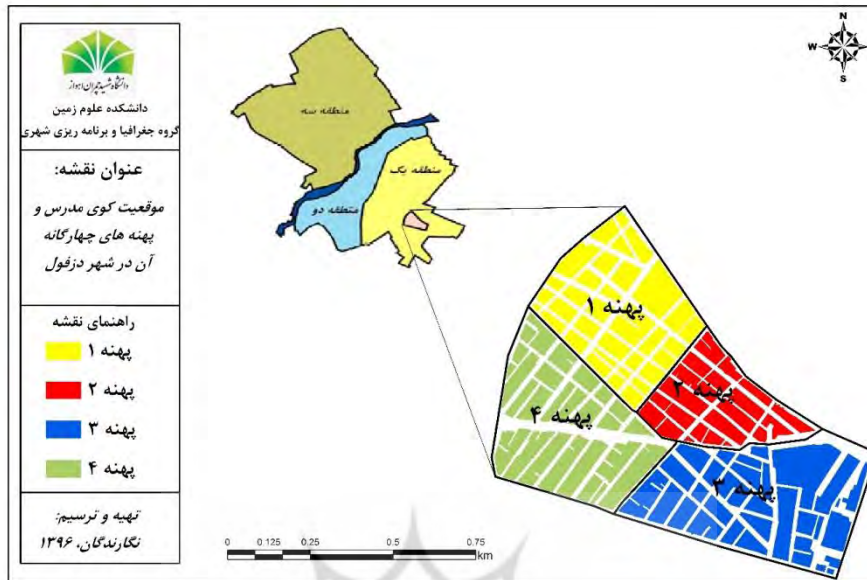 دانشگاه شهید چمران اهواز
دانشکده علوم زمین
گروه جغرافیا و برنامه ریزی شهری
عنوان نقشه:
موقعیت کوی مدرس و
پهنه های چهارگانه
آن در شهر دزفول
راهنمای نقشه
پهنه ۱
پهنه ۲
پهنه ۳
پهنه ۴
تهیه و ترسیم:
نگارندگان، ۱۳۹۶
منطقه سه
منطقه یک
منطقه دو
N
W E
S
پهنه ۱
پهنه ۲
پهنه ۴
پهنه ۳
0 0.125 0.25 0.5 0.75
km